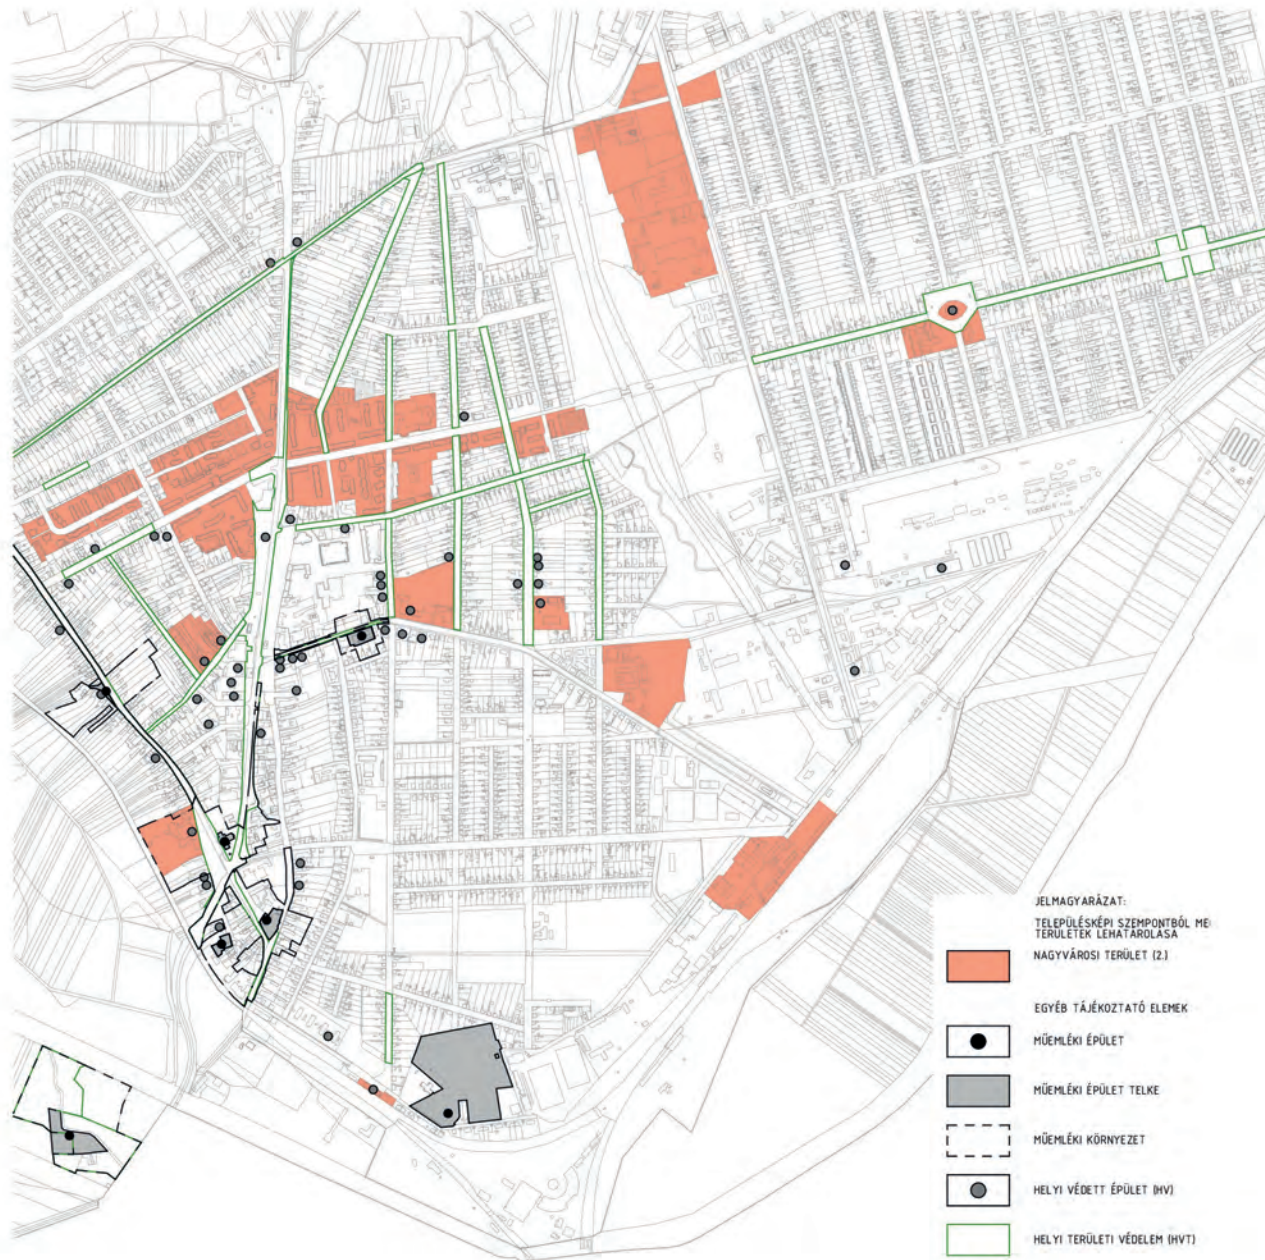 JELMAGYARÁZAT:
TELEPÜLÉSKÉPI SZEMPONTBÓL ME
TERÜLETEK LEHATÁROLÁSA
NAGYVÁROSI TERÜLET (2.)
EGYÉB TÁJÉKOZTATÓ ELEMEK
MŰEMLÉKI ÉPÜLET
MŰEMLÉKI ÉPÜLET TELKE
MŰEMLÉKI KÖRNYEZET
HELYI VÉDETT ÉPÜLET (HV)
HELYI TERÜLETI VÉDELEM (HVT)